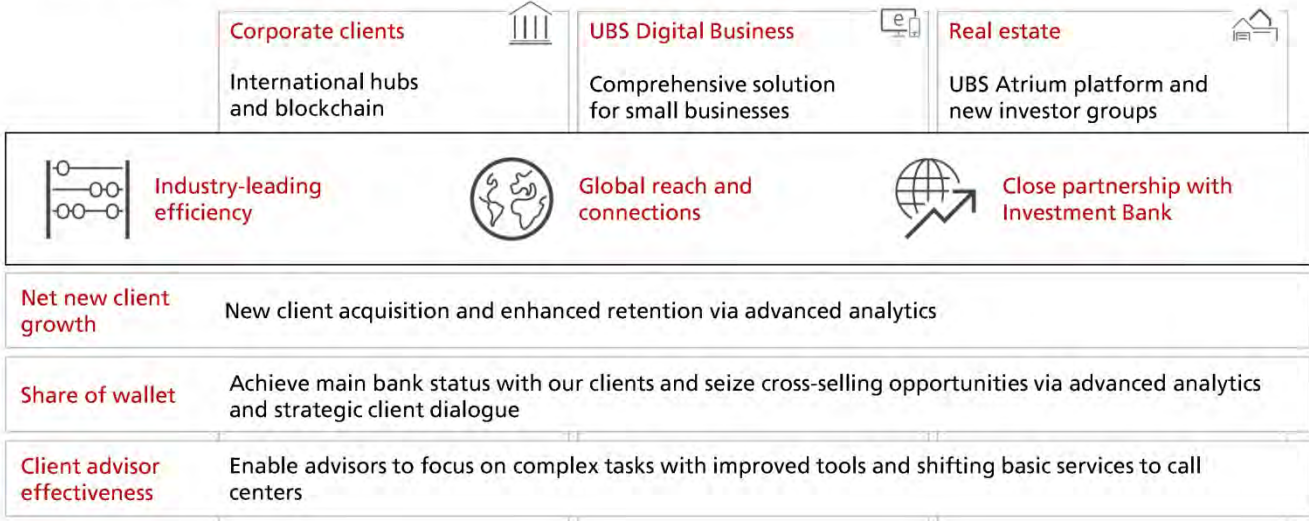 Corporate clients
International hubs
and blockchain
UBS Digital Business
e
Comprehensive solution
for small businesses
Real estate
UBS Atrium platform and
new investor groups
Industry-leading
efficiency
Global reach and
connections
Close partnership with
Investment Bank
Net new client
growth
New client acquisition and enhanced retention via advanced analytics
Share of wallet
Achieve main bank status with our clients and seize cross-selling opportunities via advanced analytics
and strategic client dialogue
Client advisor
effectiveness
Enable advisors to focus on complex tasks with improved tools and shifting basic services to call
centers